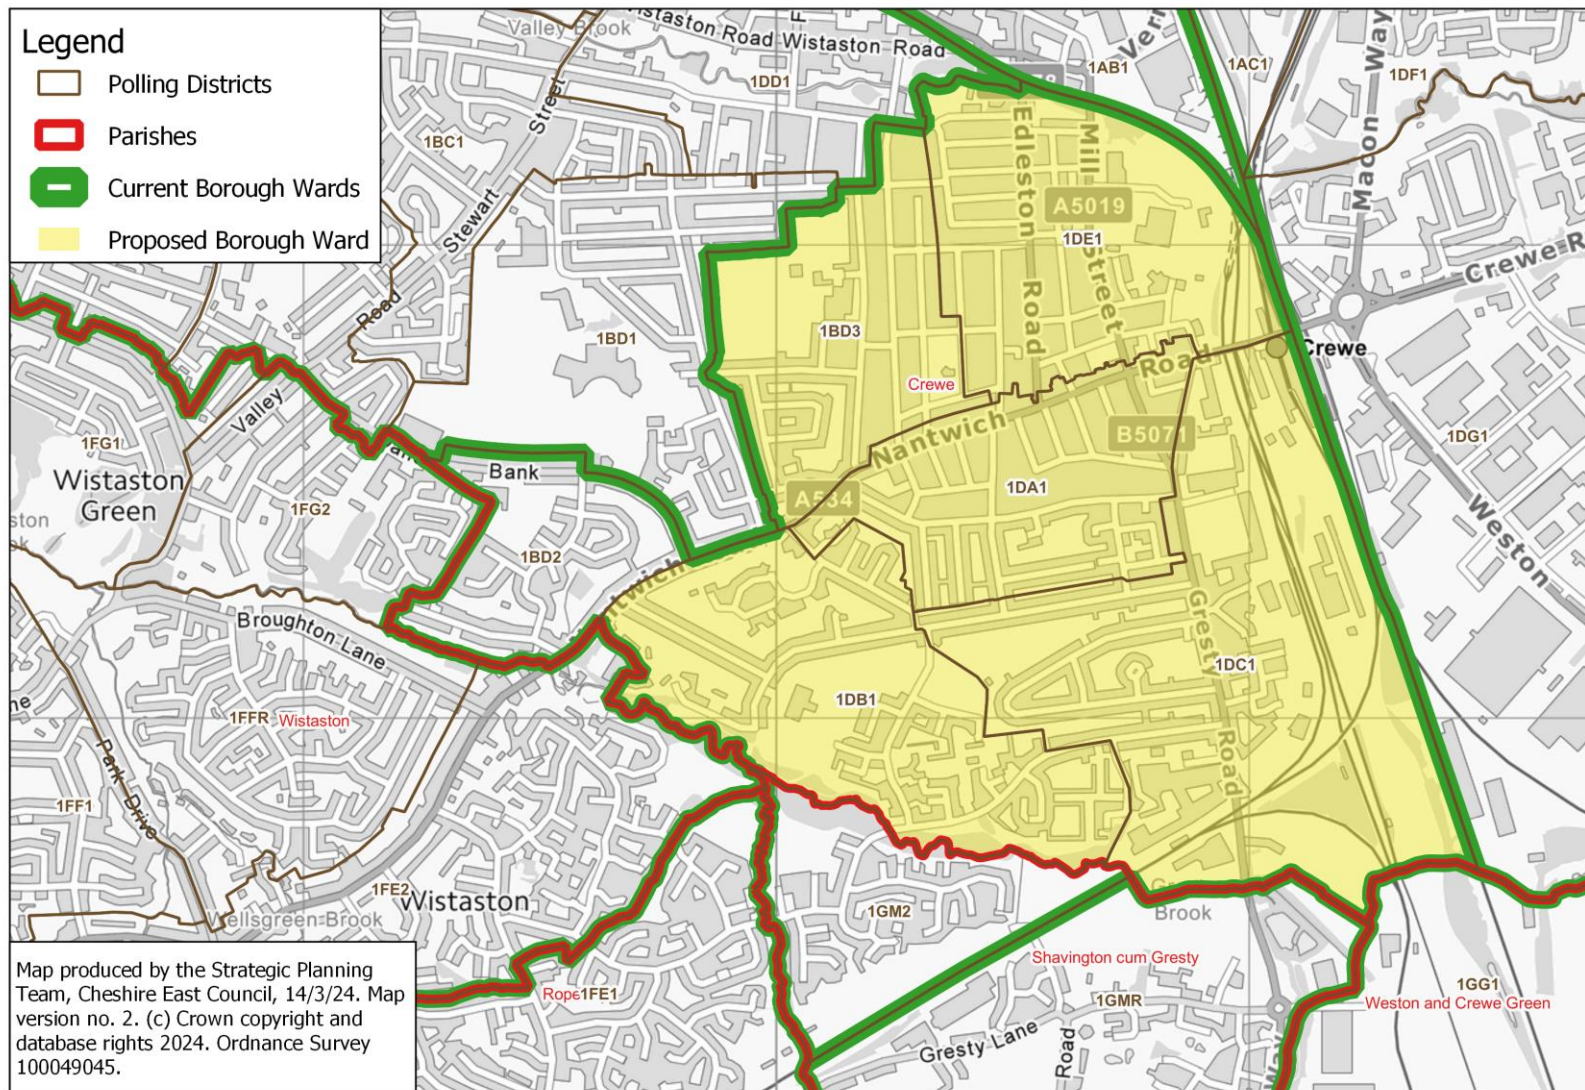 Legend
Polling Districts
Parishes
Current Borough Wards
Proposed Borough Ward
Valley Brook
Wistaston Road
Wistaston Road
1DD1
1AB1
1AC1
1DF1
Macon Way
1BC1
Stewart Street
Road
Edleston Road
Mill Street
A5019
1DE1
Crewe
1BD1
1BD3
Crewe
Nantwich Road
B5071
1DG1
Weston
Valley
1FG1
Wistaston
Green
1FG2
Bank
1BD2
A534
1DA1
Broughton Lane
1FFR
Wistaston
Park Drive
1FF1
1DB1
1DC1
Gresty Road
1FE2
Wistaston
Wellsgreen Brook
1GM2
Brook
Shavington cum Gresty
Rope
1FE1
1GMR
1GG1
Weston and Crewe Green
Gresty Lane
Road
Map produced by the Strategic Planning
Team, Cheshire East Council, 14/3/24. Map
version no. 2. (c) Crown copyright and
database rights 2024. Ordnance Survey
100049045.